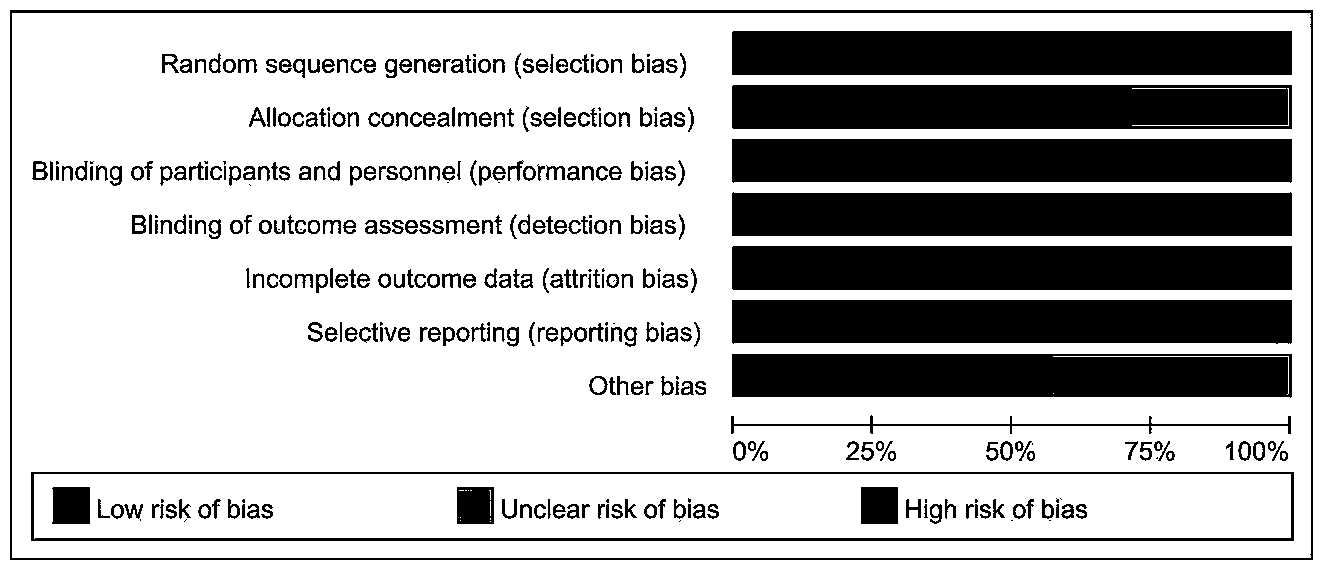 Random sequence generation (selection bias)
Allocation concealment (selection bias)
Blinding of participants and personnel (performance bias)
Blinding of outcome assessment (detection bias)
Incomplete outcome data (attrition bias)
Selective reporting (reporting bias)
Other bias
0% 25% 50% 75% 100%
Low risk of bias Unclear risk of bias High risk of bias